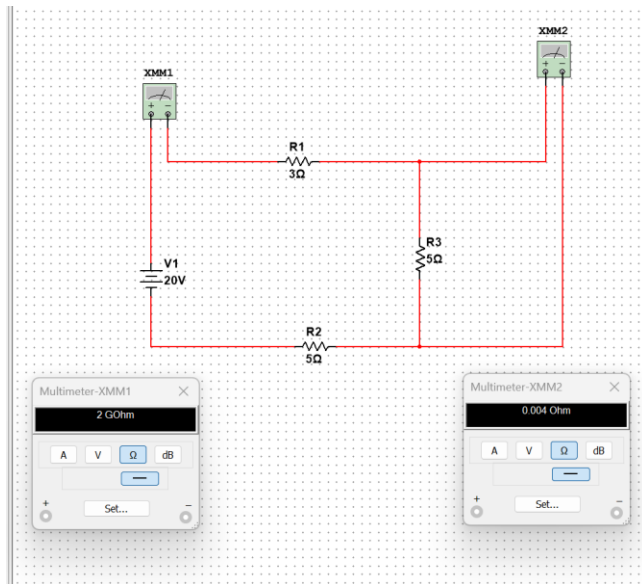 XMM2
XMM1
R1
3Ω
R3
5Ω
V1
20V
R2
5Ω
Multimeter-XMM1
2 GOhm
A V Ω dB
+ Set... −
Multimeter-XMM2
0.004 Ohm
A V Ω dB
+ Set... −